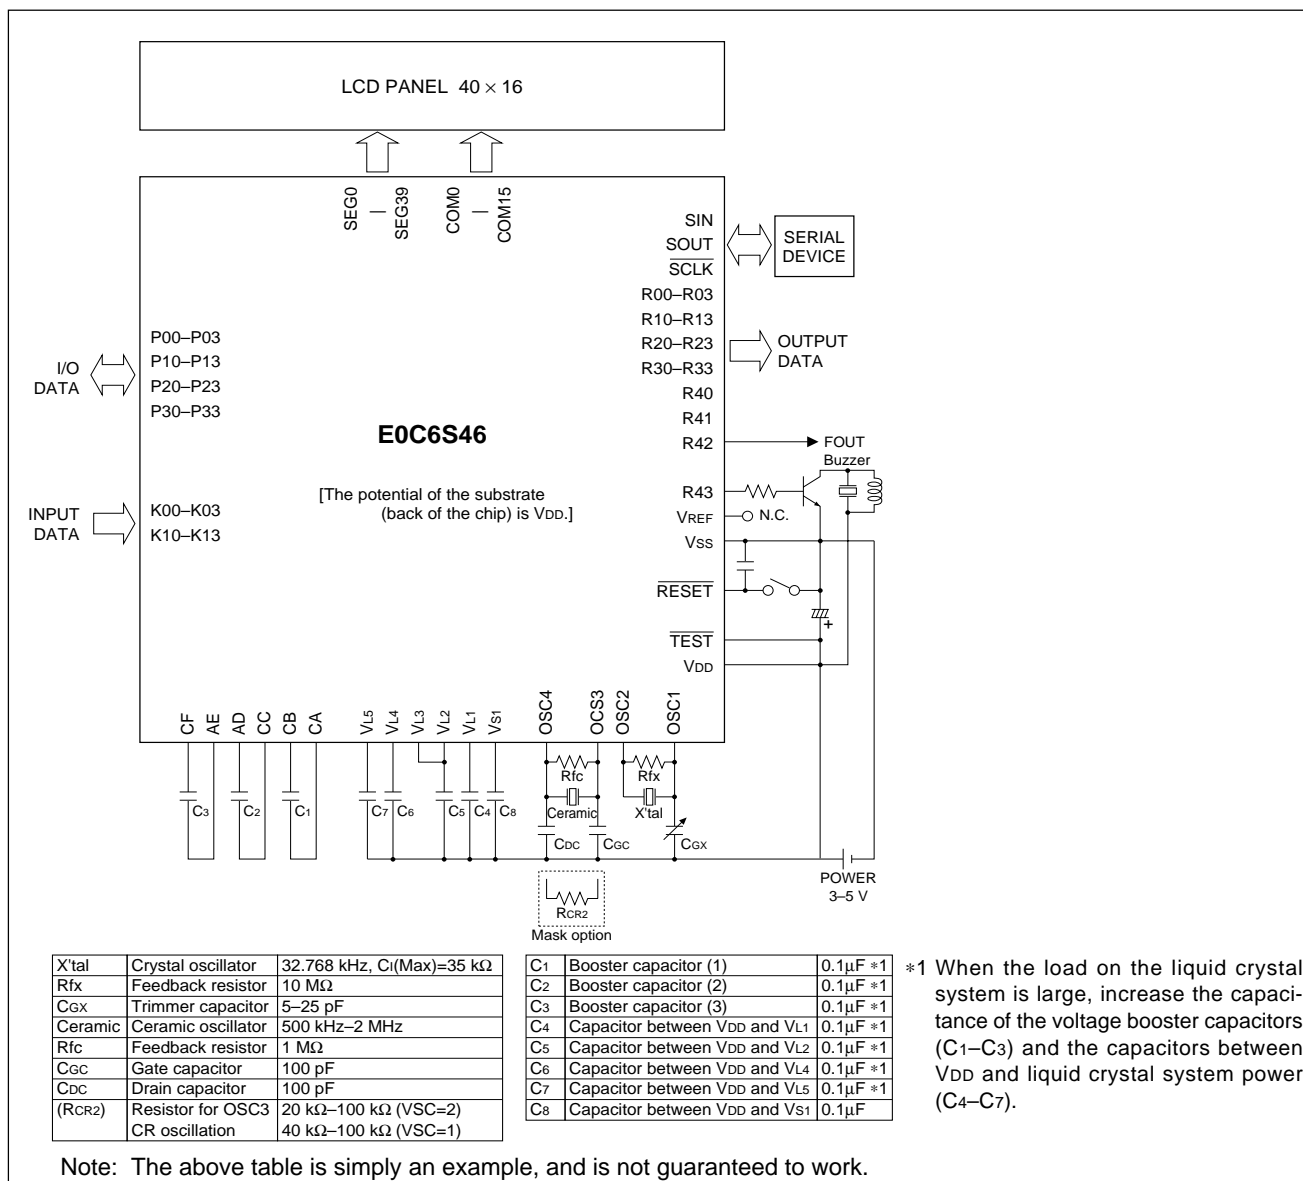 LCD PANEL 40 × 16
SEG0
|
SEG39
COM0
|
COM15
SIN
SOUT
SCLK
SERIAL
DEVICE
R00–R03
R10–R13
R20–R23
R30–R33
OUTPUT
DATA
R40
R41
R42
FOUT
Buzzer
R43
VREF
N.C.
VSS
RESET
+
TEST
VDD
I/O
DATA
P00–P03
P10–P13
P20–P23
P30–P33
E0C6S46
[The potential of the substrate
(back of the chip) is VDD.]
INPUT
DATA
K00–K03
K10–K13
CF
AE
AD
CC
CB
CA
VL5
VL4
VL3
VL2
VL1
VS1
OSC4
OCS3
OSC2
OSC1
C3
C2
C1
C7
C6
C5
C4
C8
Rfc
Ceramic
Rfx
X'tal
CDC
CGC
CGX
RCR2
Mask option
POWER
3–5 V
X'tal Crystal oscillator 32.768 kHz, CI(Max)=35 kΩ
Rfx Feedback resistor 10 MΩ
CGX Trimmer capacitor 5–25 pF
Ceramic Ceramic oscillator 500 kHz–2 MHz
Rfc Feedback resistor 1 MΩ
CGC Gate capacitor 100 pF
CDC Drain capacitor 100 pF
(RCR2) Resistor for OSC3 20 kΩ–100 kΩ (VSC=2)
CR oscillation 40 kΩ–100 kΩ (VSC=1)
C1 Booster capacitor (1) 0.1µF *1
C2 Booster capacitor (2) 0.1µF *1
C3 Booster capacitor (3) 0.1µF *1
C4 Capacitor between VDD and VL1 0.1µF *1
C5 Capacitor between VDD and VL2 0.1µF *1
C6 Capacitor between VDD and VL4 0.1µF *1
C7 Capacitor between VDD and VL5 0.1µF *1
C8 Capacitor between VDD and VS1 0.1µF
*1 When the load on the liquid crystal
system is large, increase the capaci-
tance of the voltage booster capacitors
(C1–C3) and the capacitors between
VDD and liquid crystal system power
(C4–C7).
Note: The above table is simply an example, and is not guaranteed to work.